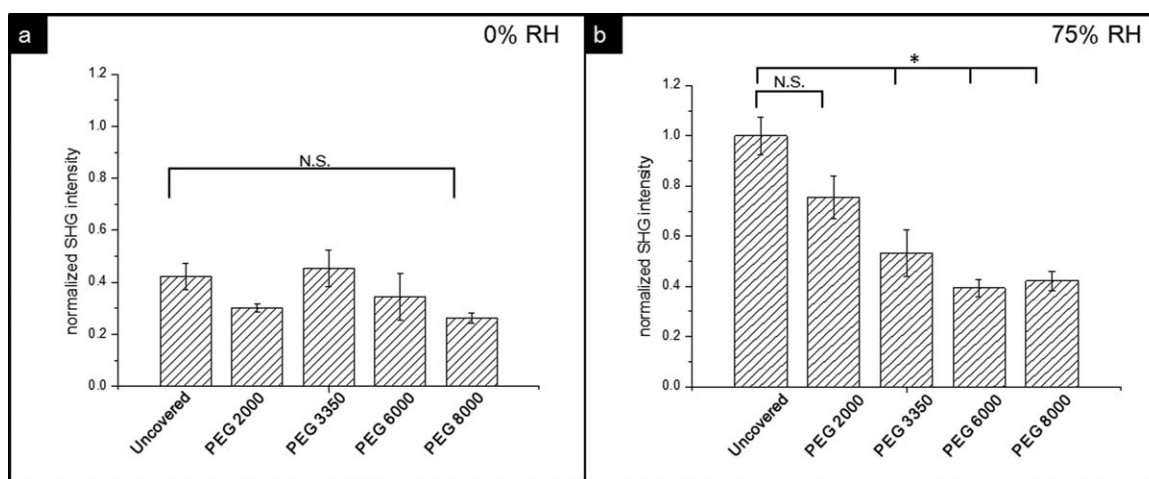 a
0% RH
1.2
1.0
0.8
0.6
0.4
0.2
0.0
normalized SHG intensity
N.S.
Uncovered
PEG 2000
PEG 3350
PEG 6000
PEG 8000
b
75% RH
1.2
1.0
0.8
0.6
0.4
0.2
0.0
normalized SHG intensity
*
N.S.
Uncovered
PEG 2000
PEG 3350
PEG 6000
PEG 8000